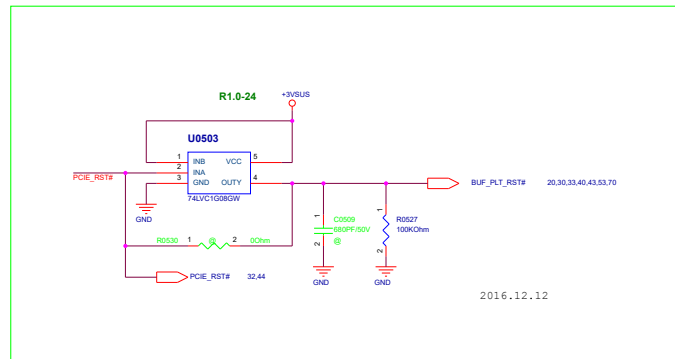 R1.0-24
+3VSUS
U0503
1 INB VCC 5
PCIE_RST# 2 INA
3 GND OUTY 4
BUF_PLT_RST# 20,30,33,40,43,53,70
74LVC1G08GW
GND
1 C0509
680PF/50V
2 @
1 R0527
100KOhm
2
R0530 1 @ 2 0Ohm
PCIE_RST# 32,44
GND GND
2016.12.12